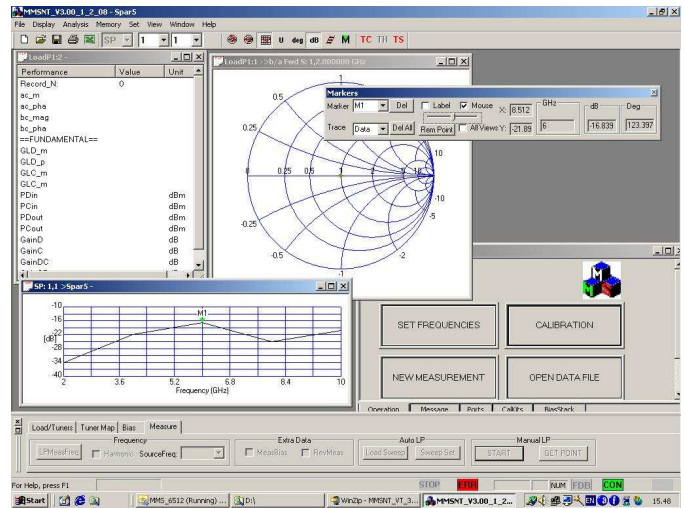 MMSNT_V3.00_1_2_08 - Spar5
File Display Analysis Memory Set View Window Help
SP 1 1 U deg dB M TC TH TS
LoadP1:2 -
Performance Value Unit
Record_N: 0
ac_m
ac_pha
bc_mag
bc_pha
==FUNDAMENTAL==
GLD_m
GLD_p
GLC_m
GLC_m
PDin dBm
PCin dBm
PDout dBm
PCout dBm
GainD dB
GainC dB
GainDC dB
LoadP1:1 ->b/a Fwd S: 1,2.000000 GHz
1
0.5
0.25
10
0 0.25 0.5 1 2 5 10
-10
-5
-0.25
-0.5
-2
-1
Markers
Marker M1 Del Label Mouse X: 8.512 GHz dB Deg
6 -16.839 123.397
Trace Data Del All Rem Point All Views Y: -21.89
SP: 1,1 >Spar5 -
M1
-10
-16
-22
[dB]
-28
-34
-40
2 3.6 5.2 6.8 8.4 10
Frequency (GHz)
M
M S
SET FREQUENCIES CALIBRATION
NEW MEASUREMENT OPEN DATA FILE
Operation Message Ports CalKits BiasStack
Load/Tuners Tuner Map Bias Measure
Frequency Extra Data Auto LP Manual LP
LPMeasFreq Harmonic SourceFreq: MeasBias RevMeas Load Sweep Sweep Set START GET POINT
For Help, press F1 STOP ERR NUM FDB CON
Start MMS_6512 (Running) ... D:\ WinZip - MMSNT_VT_3... MMSNT_V3.00_1_2... EN 15.48